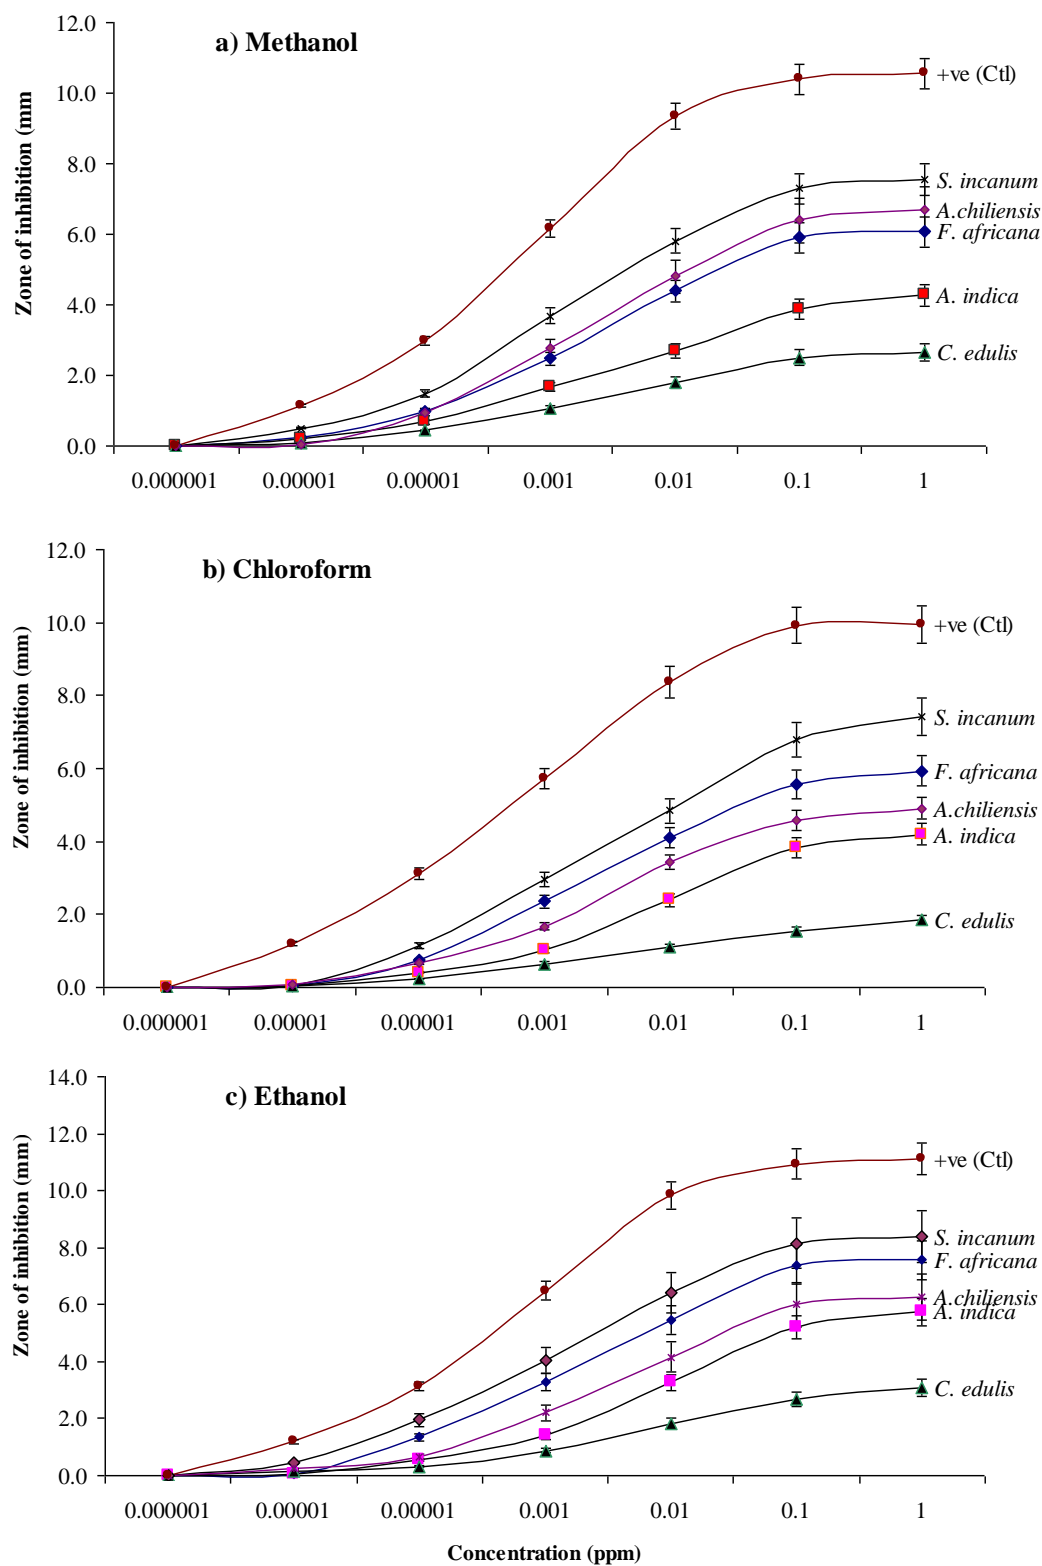 a) Methanol
Zone of inhibition (mm
12.0
10.0
8.0
6.0
4.0
2.0
0.0
+ve (Ctl)
S. incanum
A.chiliensis
F. africana
A. indica
C. edulis
0.000001 0.00001 0.00001 0.001 0.01 0.1 1
b) Chloroform
Zone of inhibition (mm)
12.0
10.0
8.0
6.0
4.0
2.0
0.0
+ve (Ctl)
S. incanum
F. africana
A.chiliensis
A. indica
C. edulis
0.000001 0.00001 0.00001 0.001 0.01 0.1 1
c) Ethanol
Zone of inhibition (mm)
14.0
12.0
10.0
8.0
6.0
4.0
2.0
0.0
+ve (Ctl)
S. incanum
F. africana
A.chiliensis
A. indica
C. edulis
0.000001 0.00001 0.00001 0.001 0.01 0.1 1
Concentration (ppm)